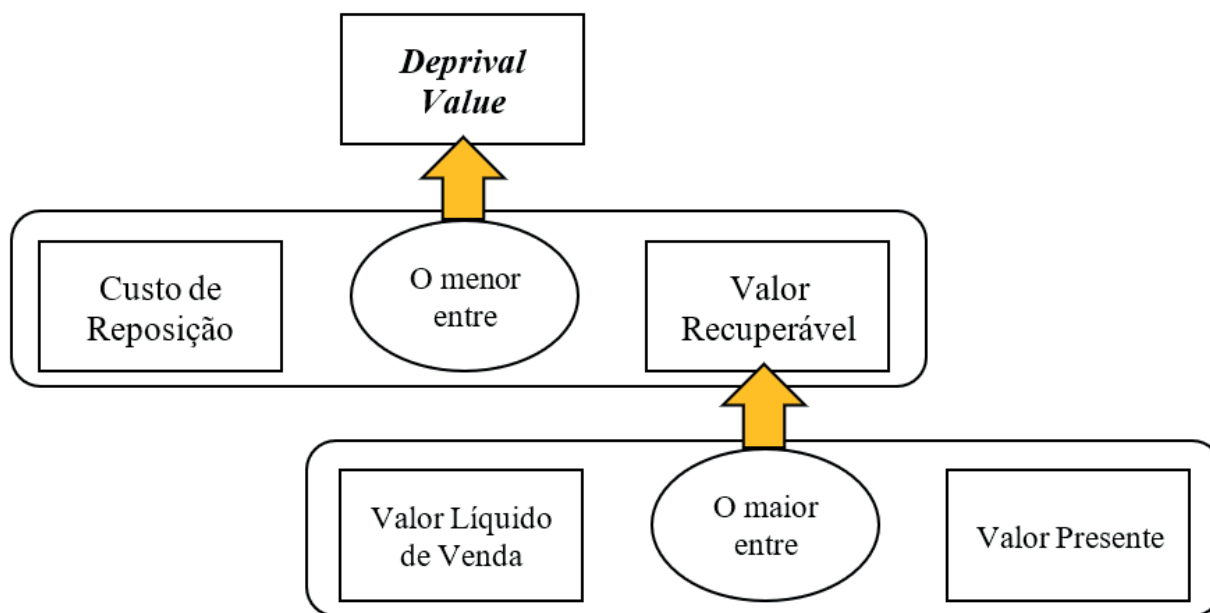 Deprival
Value
Custo de
Reposição
O menor
entre
Valor
Recuperável
Valor Líquido
de Venda
O maior
entre
Valor Presente